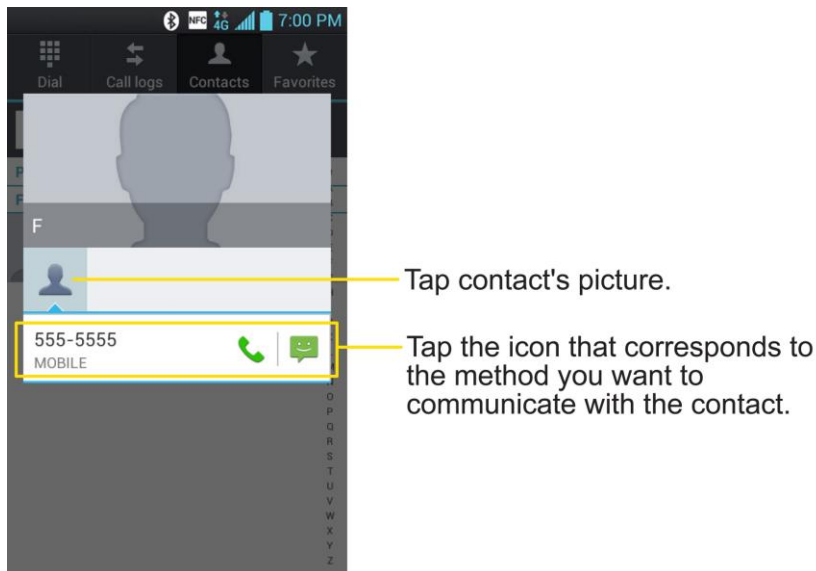 NFC 4G 7:00 PM
Dial Call logs Contacts Favorites
P
F
F
Tap contact's picture.
555-5555
MOBILE
Tap the icon that corresponds to
the method you want to
communicate with the contact.
M
N
O
P
Q
R
S
T
U
V
W
X
Y
Z